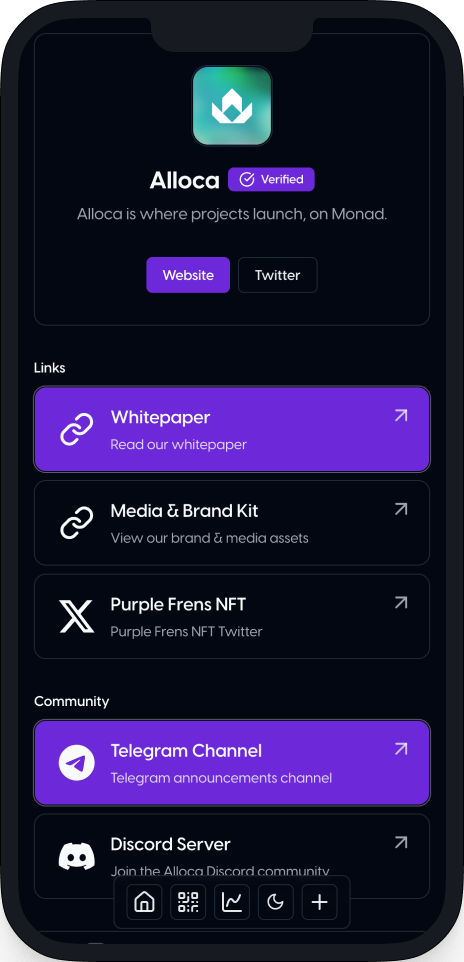 Alloca Verified
Alloca is where projects launch, on Monad.
Website Twitter
Links
Whitepaper
Read our whitepaper
Media & Brand Kit
View our brand & media assets
Purple Frens NFT
Purple Frens NFT Twitter
Community
Telegram Channel
Telegram announcements channel
Discord Server
Join the Alloca Discord community